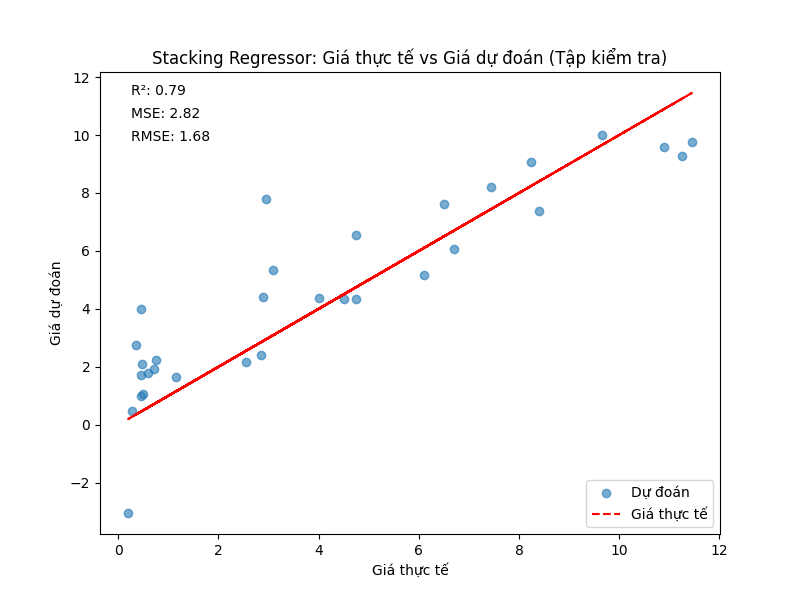 Stacking Regressor: Giá thực tế vs Giá dự đoán (Tập kiểm tra)
R²: 0.79
MSE: 2.82
RMSE: 1.68
12
10
8
6
4
2
0
−2
Giá dự đoán
Dự đoán
Giá thực tế
0 2 4 6 8 10 12
Giá thực tế